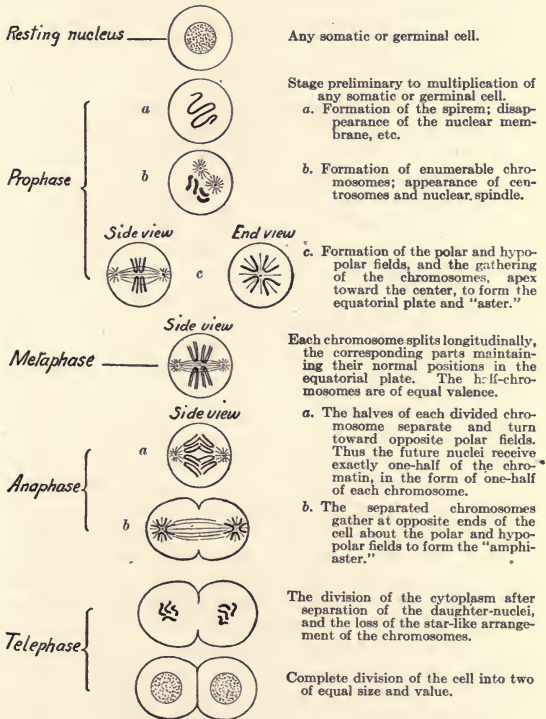 Resting nucleus
Any somatic or germinal cell.
Prophase
Stage preliminary to multiplication of
any somatic or germinal cell.
a
a. Formation of the spirem; disap-
pearance of the nuclear mem-
brane, etc.
b
b. Formation of enumerable chro-
mosomes; appearance of cen-
trosomes and nuclear spindle.
Side view
End view
c
c. Formation of the polar and hypo-
polar fields, and the gathering
of the chromosomes, apex
toward the center, to form the
equatorial plate and "aster."
Side view
Metaphase
Each chromosome splits longitudinally,
the corresponding parts maintain-
ing their normal positions in the
equatorial plate. The half-chro-
mosomes are of equal valence.
Side view
Anaphase
a
a. The halves of each divided chro-
mosome separate and turn
toward opposite polar fields.
Thus the future nuclei receive
exactly one-half of the chro-
matin, in the form of one-half
of each chromosome.
b
b. The separated chromosomes
gather at opposite ends of the
cell about the polar and hypo-
polar fields to form the "amphi-
aster."
Telephase
The division of the cytoplasm after
separation of the daughter-nuclei,
and the loss of the star-like arrange-
ment of the chromosomes.
Complete division of the cell into two
of equal size and value.